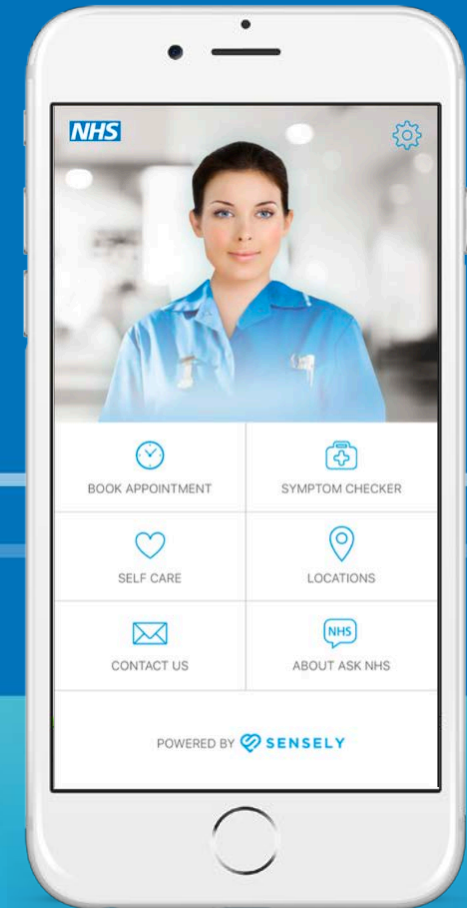 NHS
BOOK APPOINTMENT
SYMPTOM CHECKER
SELF CARE
LOCATIONS
CONTACT US
NHS
ABOUT ASK NHS
POWERED BY SENSELY